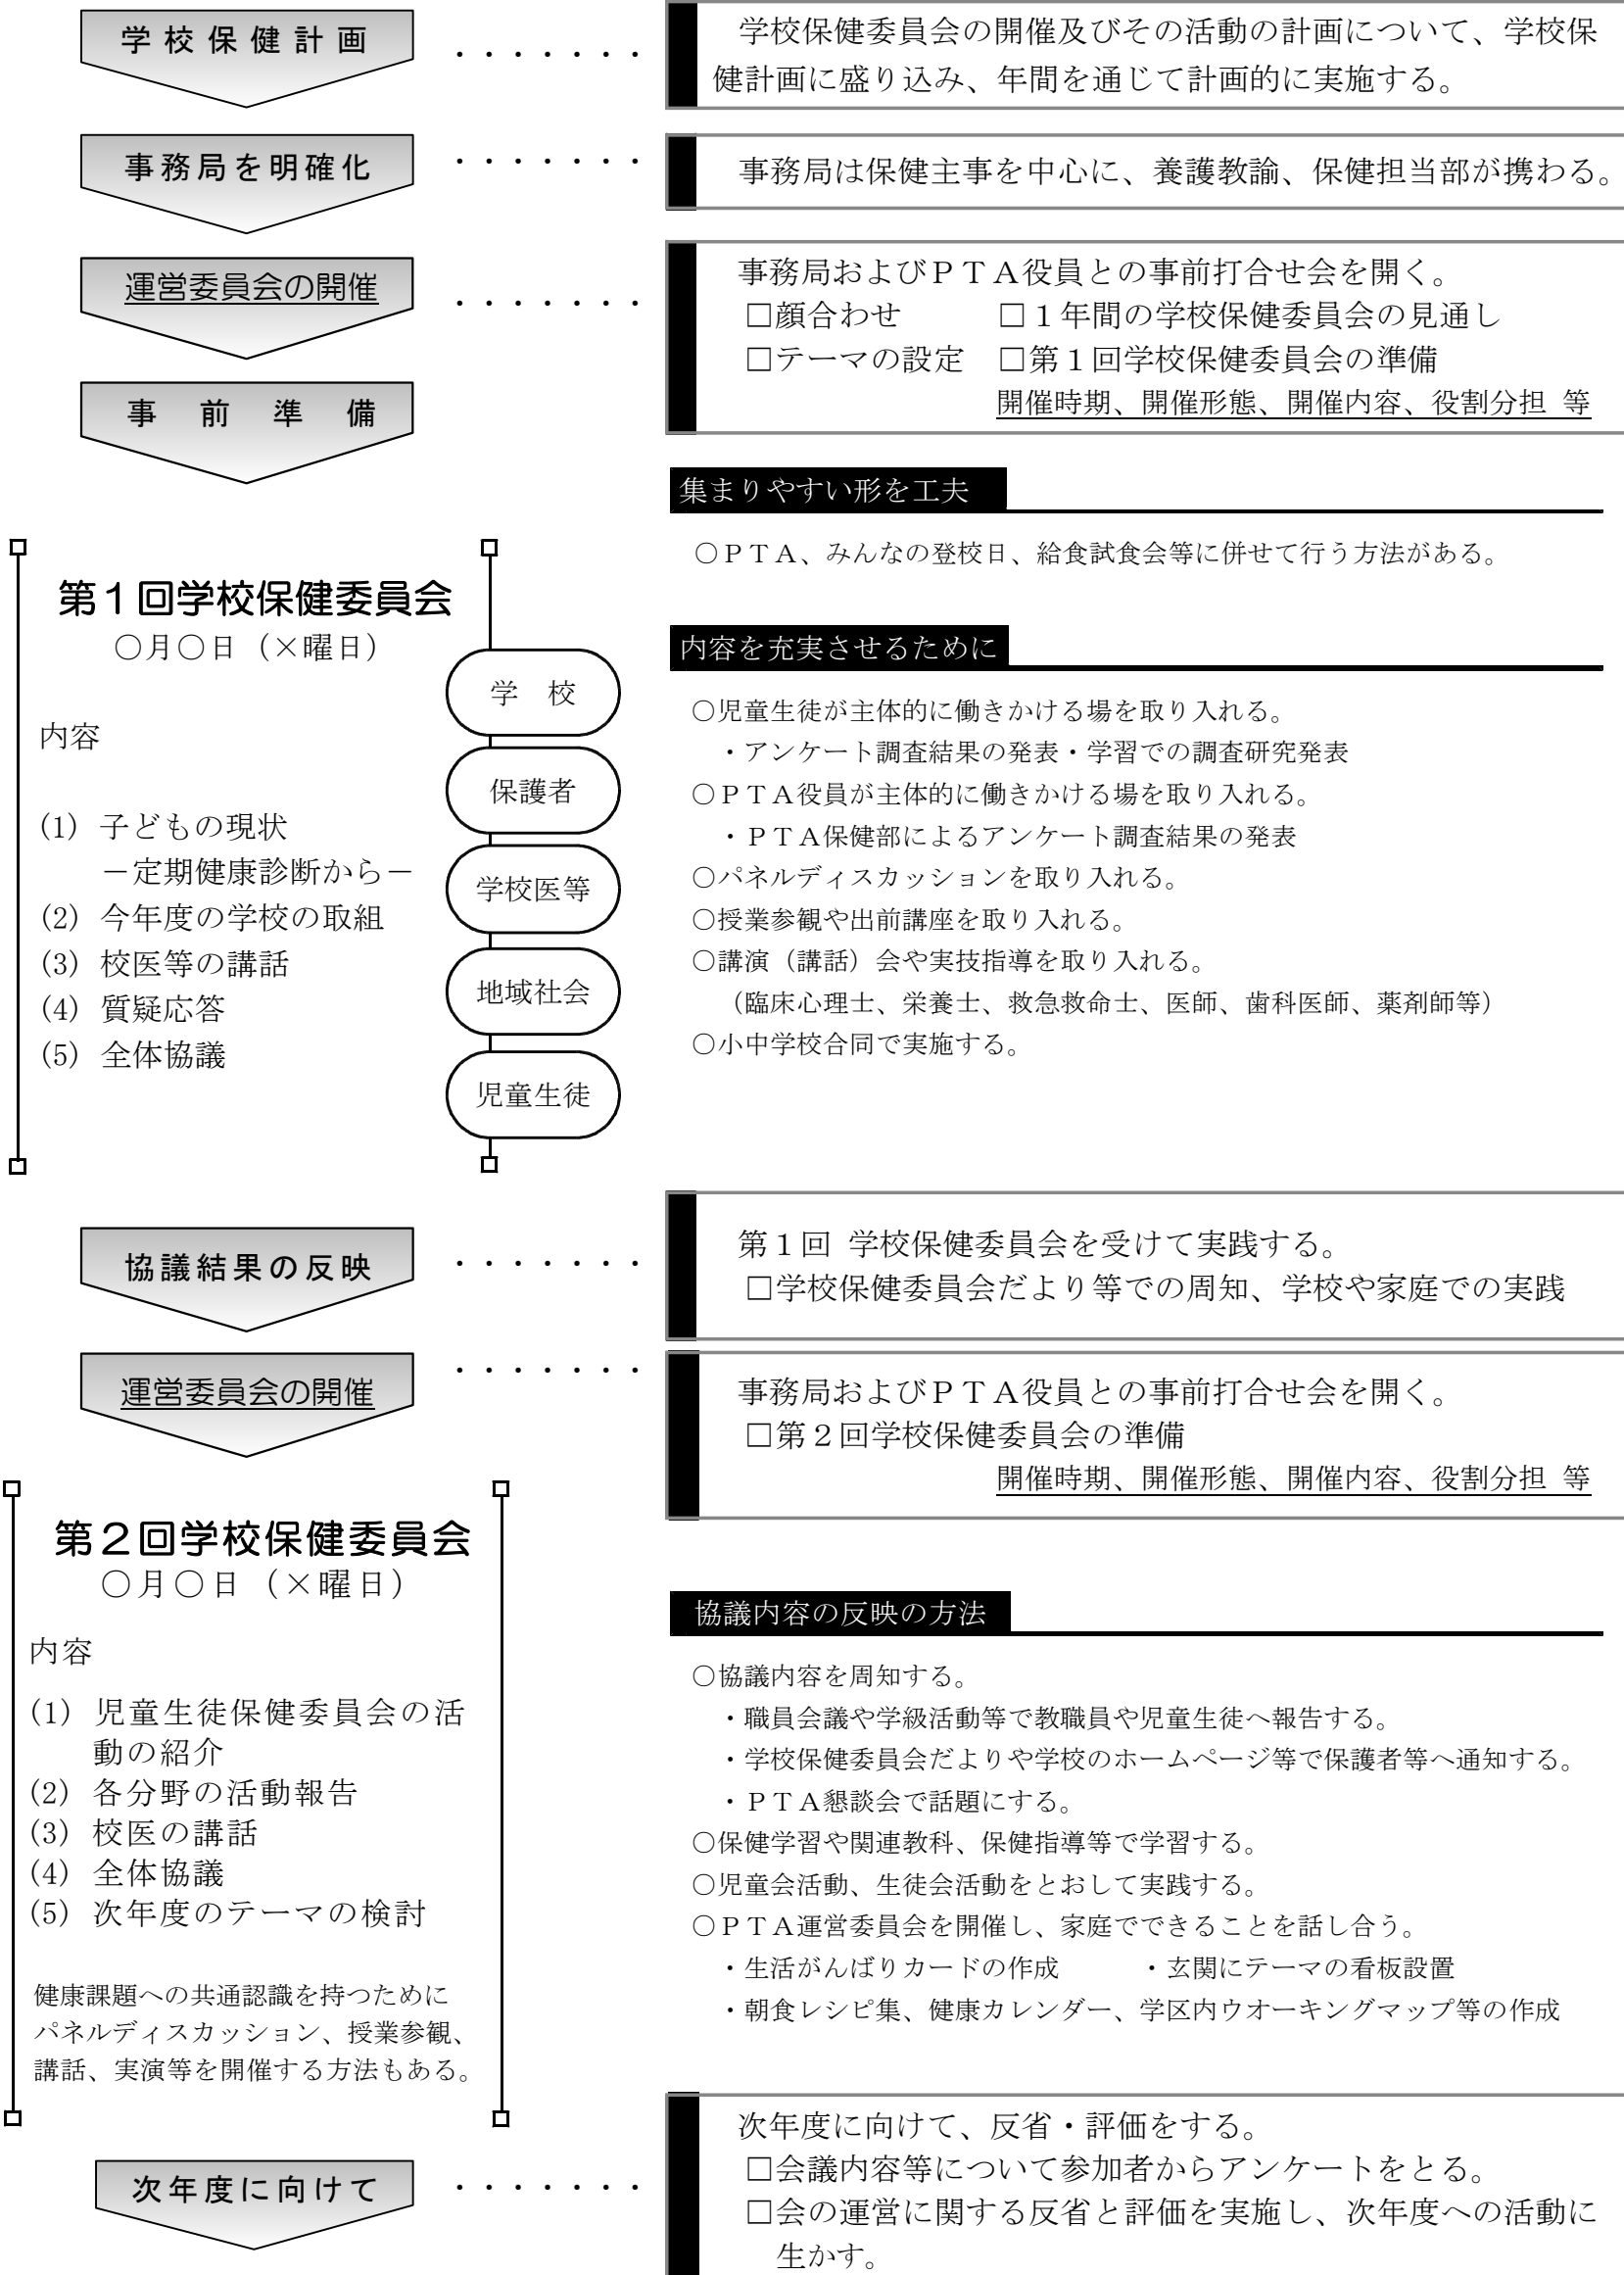 学校保健計画
・・・・・・・
学校保健委員会の開催及びその活動の計画について、学校保
健計画に盛り込み、年間を通じて計画的に実施する。
事務局を明確化
・・・・・・・
事務局は保健主事を中心に、養護教諭、保健担当部が携わる。
運営委員会の開催
・・・・・・・
事務局およびＰＴＡ役員との事前打合せ会を開く。
□顔合わせ　　　□１年間の学校保健委員会の見通し
□テーマの設定　□第１回学校保健委員会の準備
開催時期、開催形態、開催内容、役割分担 等
事　前　準　備
集まりやすい形を工夫
○ＰＴＡ、みんなの登校日、給食試食会等に併せて行う方法がある。
第１回学校保健委員会
○月○日（×曜日）
内容
(1) 子どもの現状
－定期健康診断から－
(2) 今年度の学校の取組
(3) 校医等の講話
(4) 質疑応答
(5) 全体協議
学　校
保護者
学校医等
地域社会
児童生徒
内容を充実させるために
○児童生徒が主体的に働きかける場を取り入れる。
・アンケート調査結果の発表・学習での調査研究発表
○ＰＴＡ役員が主体的に働きかける場を取り入れる。
・ＰＴＡ保健部によるアンケート調査結果の発表
○パネルディスカッションを取り入れる。
○授業参観や出前講座を取り入れる。
○講演（講話）会や実技指導を取り入れる。
（臨床心理士、栄養士、救急救命士、医師、歯科医師、薬剤師等）
○小中学校合同で実施する。
協議結果の反映
・・・・・・・
第１回 学校保健委員会を受けて実践する。
□学校保健委員会だより等での周知、学校や家庭での実践
運営委員会の開催
・・・・・・・
事務局およびＰＴＡ役員との事前打合せ会を開く。
□第２回学校保健委員会の準備
開催時期、開催形態、開催内容、役割分担 等
第２回学校保健委員会
○月○日（×曜日）
内容
(1) 児童生徒保健委員会の活
動の紹介
(2) 各分野の活動報告
(3) 校医の講話
(4) 全体協議
(5) 次年度のテーマの検討
健康課題への共通認識を持つために
パネルディスカッション、授業参観、
講話、実演等を開催する方法もある。
協議内容の反映の方法
○協議内容を周知する。
・職員会議や学級活動等で教職員や児童生徒へ報告する。
・学校保健委員会だよりや学校のホームページ等で保護者等へ通知する。
・ＰＴＡ懇談会で話題にする。
○保健学習や関連教科、保健指導等で学習する。
○児童会活動、生徒会活動をとおして実践する。
○ＰＴＡ運営委員会を開催し、家庭でできることを話し合う。
・生活がんばりカードの作成　　　・玄関にテーマの看板設置
・朝食レシピ集、健康カレンダー、学区内ウオーキングマップ等の作成
次年度に向けて
・・・・・・・
次年度に向けて、反省・評価をする。
□会議内容等について参加者からアンケートをとる。
□会の運営に関する反省と評価を実施し、次年度への活動に
生かす。